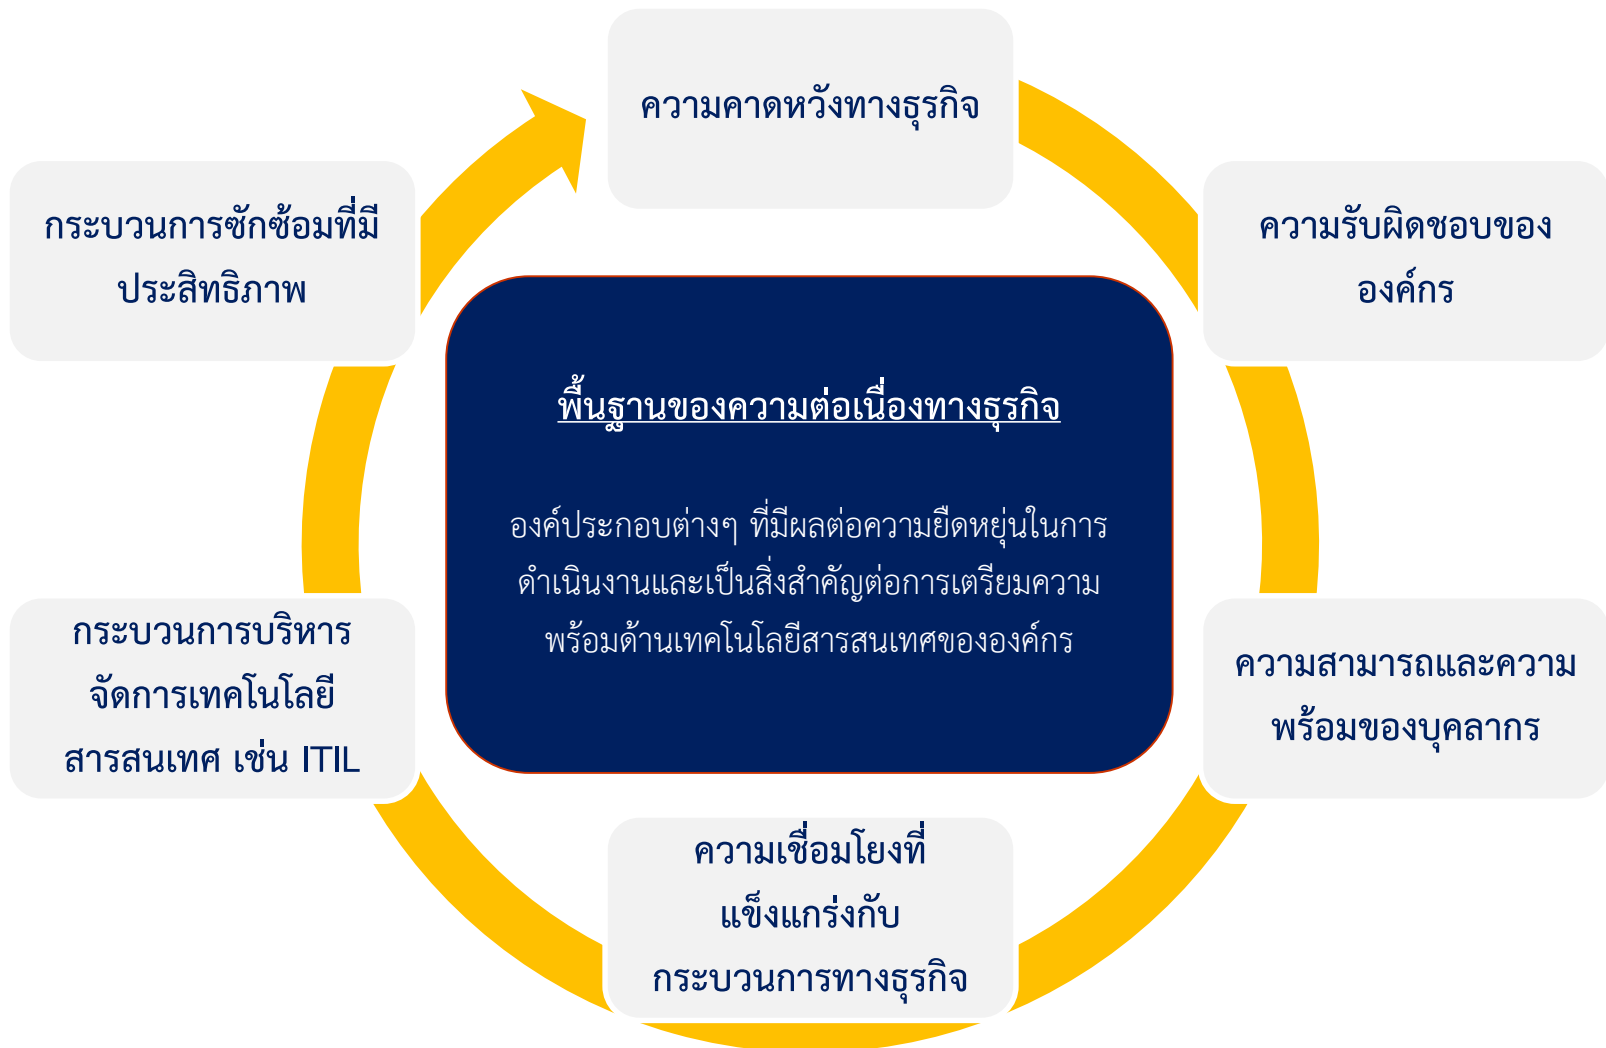 ความคาดหวังทางธุรกิจ
ความรับผิดชอบของ
องค์กร
ความสามารถและความ
พร้อมของบุคลากร
ความเชื่อมโยงที่
แข็งแกร่งกับ
กระบวนการทางธุรกิจ
กระบวนการบริหาร
จัดการเทคโนโลยี
สารสนเทศ เช่น ITIL
กระบวนการซักซ้อมที่มี
ประสิทธิภาพ
พื้นฐานของความต่อเนื่องทางธุรกิจ
องค์ประกอบต่างๆ ที่มีผลต่อความยืดหยุ่นในการ
ดำเนินงานและเป็นสิ่งสำคัญต่อการเตรียมความ
พร้อมด้านเทคโนโลยีสารสนเทศขององค์กร